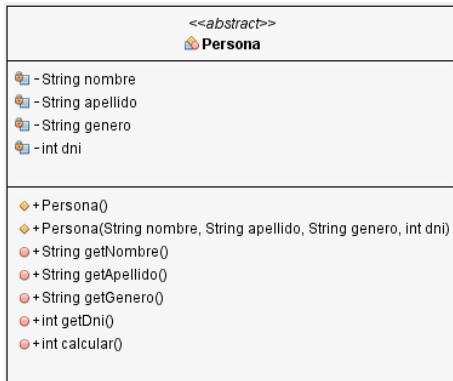 <<abstract>>
Persona
-String nombre
-String apellido
-String genero
-int dni
+Persona()
+Persona(String nombre, String apellido, String genero, int dni)
+String getNombre()
+String getApellido()
+String getGenero()
+int getDni()
+int calcular()